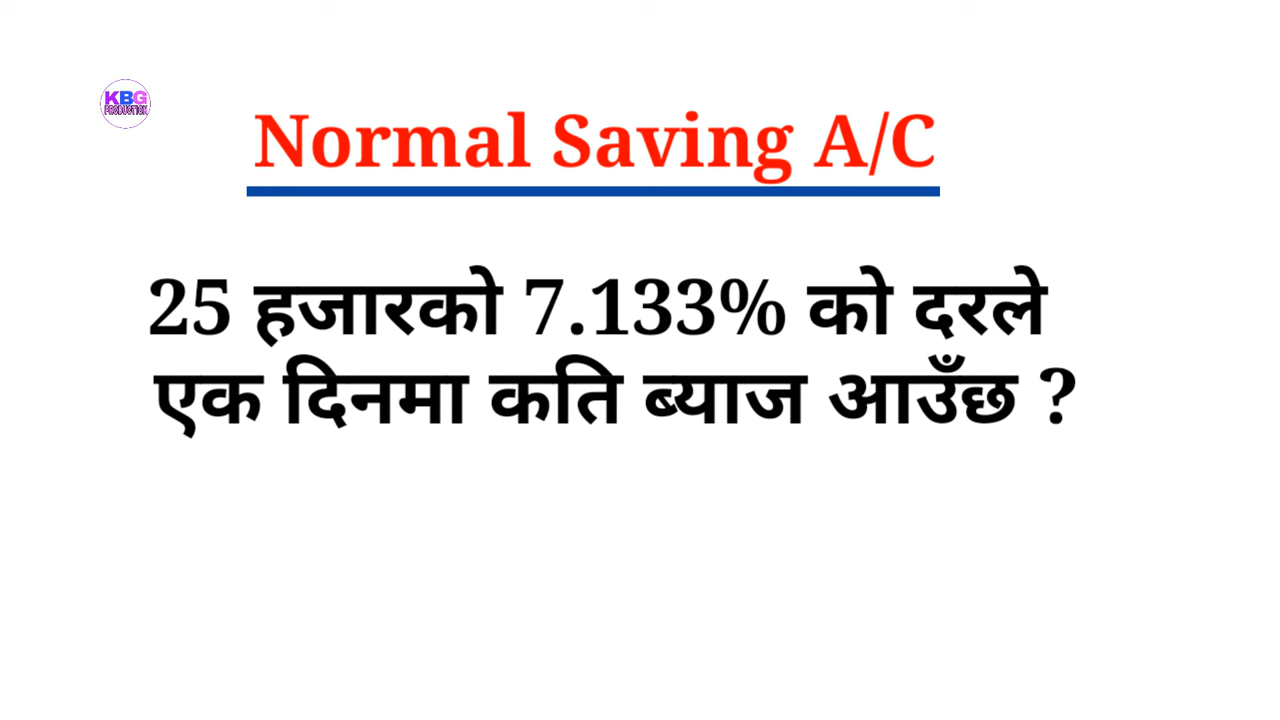 KBG
PRODUCTION
Normal Saving A/C
25 हजारको 7.133% को दरले
एक दिनमा कति ब्याज आउँछ ?